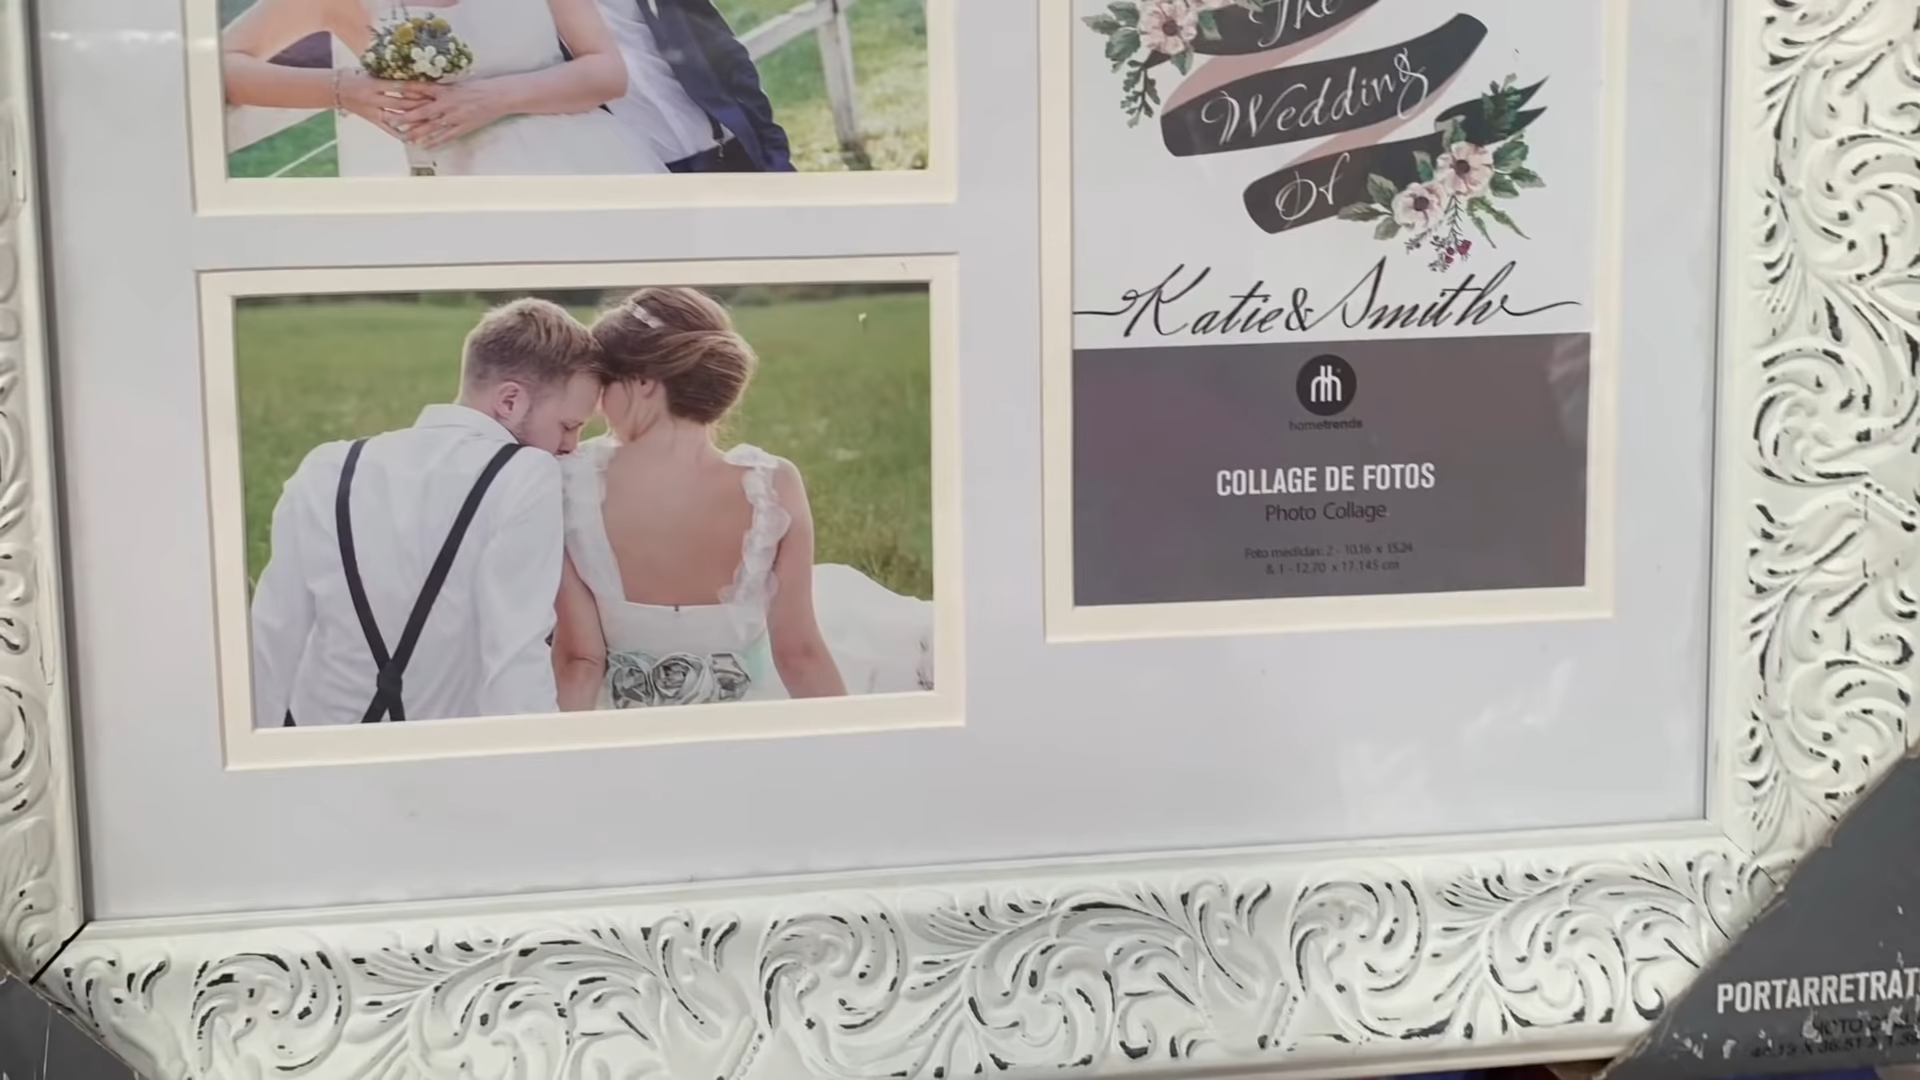 The
Wedding
Of
Katie & Smith
hometrends
COLLAGE DE FOTOS
Photo Collage
Foto medidas: 2 - 10.16 x 15.24
& 1 - 12.70 x 17.145 cm
PORTARRETRAT